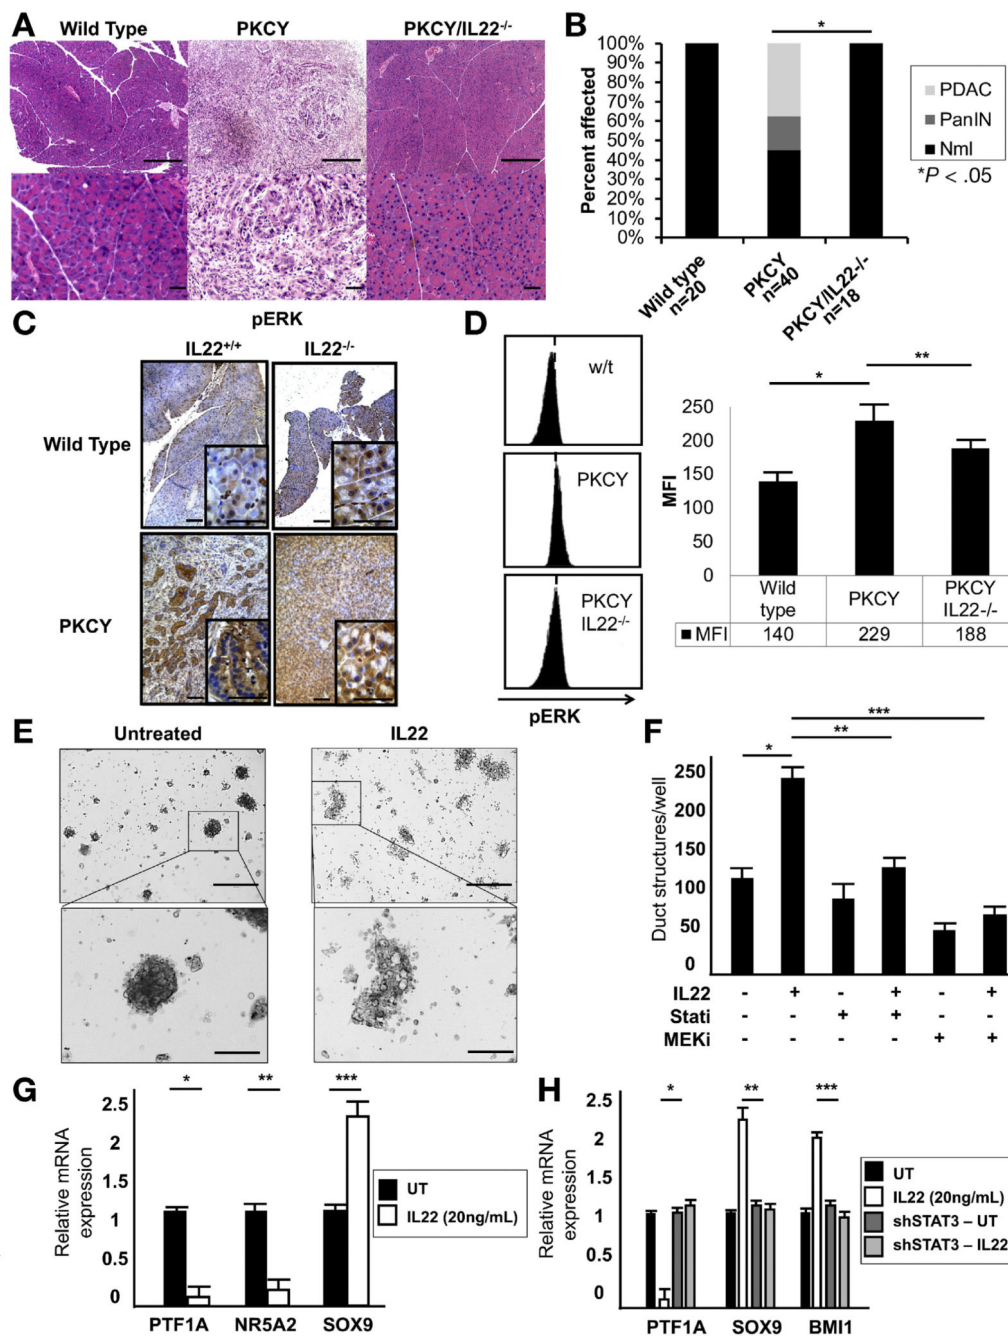 A
Wild Type
PKCY
PKCY/IL22-/-
B
Percent affected
100%
90%
80%
70%
60%
50%
40%
30%
20%
10%
0%
Wild type
n=20
PKCY
n=40
PKCY/IL22-/-
n=18
*
PDAC
PanIN
Nml
*P < .05
C
pERK
IL22+/+
IL22-/-
Wild Type
PKCY
D
w/t
PKCY
PKCY
IL22-/-
pERK
*
**
MFI
250
200
150
100
50
0
Wild
type
PKCY
PKCY
IL22-/-
MFI
140
229
188
E
Untreated
IL22
F
***
**
*
Duct structures/well
250
200
150
100
50
0
IL22 - + - + - +
Stati - - + + - -
MEKi - - - - + +
G
* ** ***
Relative mRNA
expression
2.5
2
1.5
1
0.5
0
PTF1A NR5A2 SOX9
UT
IL22 (20ng/mL)
H
* ** ***
Relative mRNA
expression
2.5
2
1.5
1
0.5
0
PTF1A SOX9 BMI1
UT
IL22 (20ng/mL)
shSTAT3 – UT
shSTAT3 – IL22